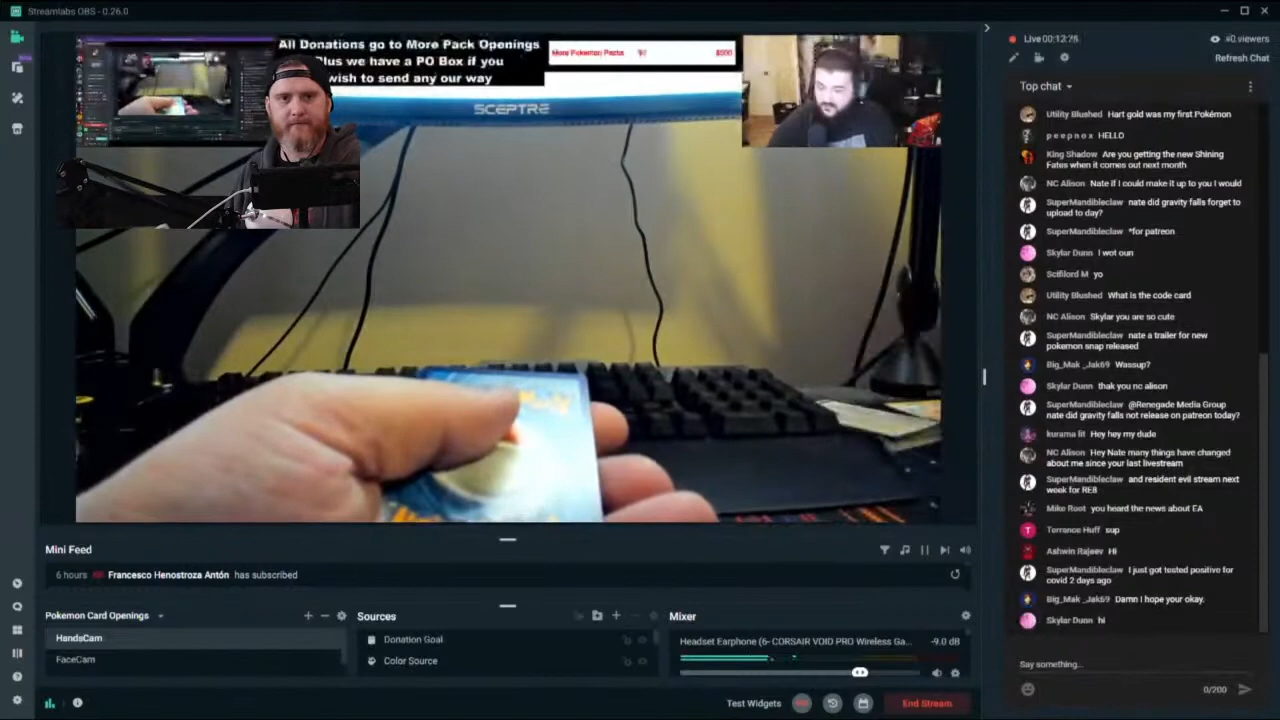 Streamlabs OBS - 0.26.0
All Donations go to More Pack Openings
Plus we have a PO Box if you
wish to send any our way
More Pokemon Packs
SCEPTRE
Live
viewers
Refresh Chat
Top chat
Utility Blushed Hart gold was my first Pokémon
peepnox HELLO
King Shadow Are you getting the new Shining
Fates when it comes out next month
NC Alison Nate if I could make it up to you I would
SuperMandibleclaw nate did gravity falls forget to
upload to day?
SuperMandibleclaw *for patreon
Skylar Dunn I wot oun
Scifilord M yo
Utility Blushed What is the code card
NC Alison Skylar you are so cute
SuperMandibleclaw nate a trailer for new
pokemon snap released
Big_Mak _Jak69 Wassup?
Skylar Dunn thak you nc alison
SuperMandibleclaw @Renegade Media Group
nate did gravity falls not release on patreon today?
kurama lit Hey hey my dude
NC Alison Hey Nate many things have changed
about me since your last livestream
SuperMandibleclaw and resident evil stream next
week for RE8
Mike Root you heard the news about EA
Terrance Huff sup
Ashwin Rajeev Hi
SuperMandibleclaw I just got tested positive for
covid 2 days ago
Big_Mak _Jak69 Damn I hope your okay.
Skylar Dunn hi
Say something...
0/200
Mini Feed
6 hours Francesco Henostroza Antón has subscribed
Pokemon Card Openings
HandsCam
FaceCam
Sources
Donation Goal
Color Source
Mixer
Headset Earphone (6- CORSAIR VOID PRO Wireless Ga... -9.0 dB
Test Widgets
End Stream